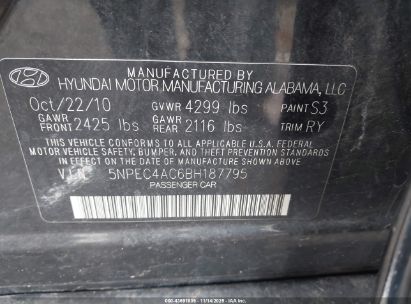 MANUFACTURED BY
HYUNDAI MOTOR MANUFACTURING ALABAMA, LLC
Oct/22/10 GVWR 4299 lbs PAINT S3
GAWR FRONT 2425 lbs GAWR REAR 2116 lbs TRIM RY
THIS VEHICLE CONFORMS TO ALL APPLICABLE U.S.A. FEDERAL
MOTOR VEHICLE SAFETY, BUMPER, AND THEFT PREVENTION STANDARDS
IN EFFECT ON THE DATE OF MANUFACTURE SHOWN ABOVE.
V.I.N. 5NPEC4AC6BH187795
PASSENGER CAR